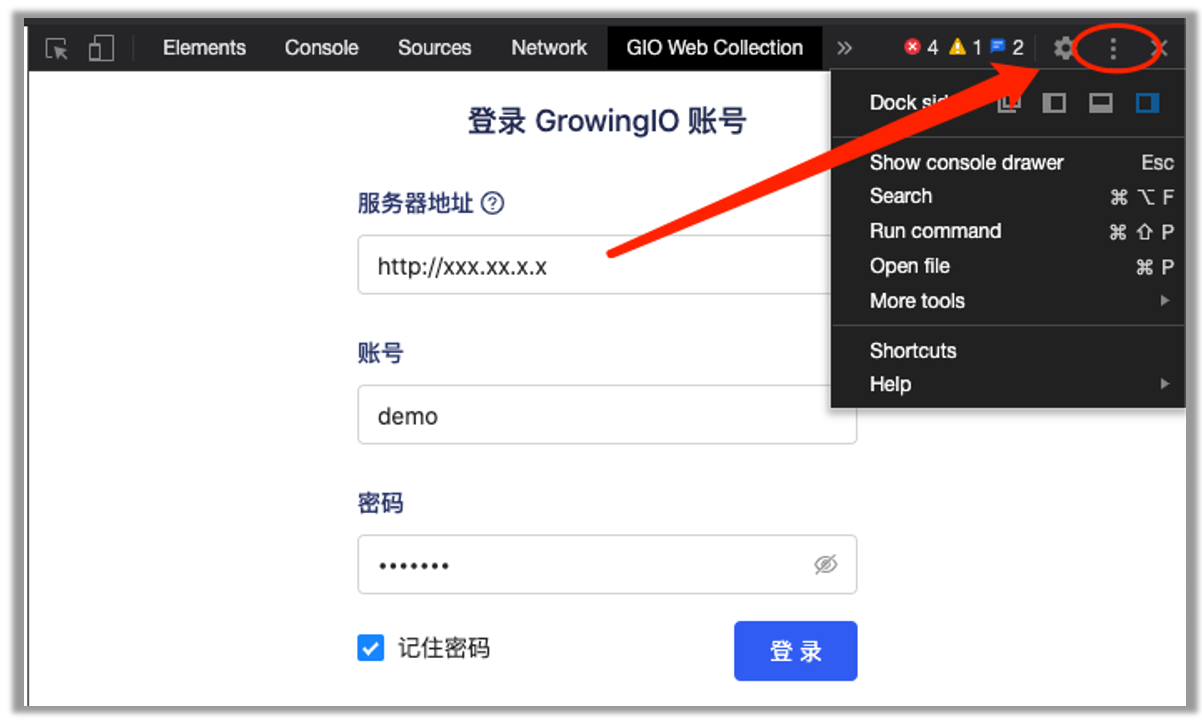 Elements Console Sources Network GIO Web Collection » 4 1 2
登录 GrowingIO 账号
Dock
服务器地址
http://xxx.xx.x.x
Show console drawer Esc
Search ⌘ ⌥ F
Run command ⌘ ⇧ P
Open file ⌘ P
More tools
Shortcuts
Help
账号
demo
密码
•••••••
记住密码
登 录